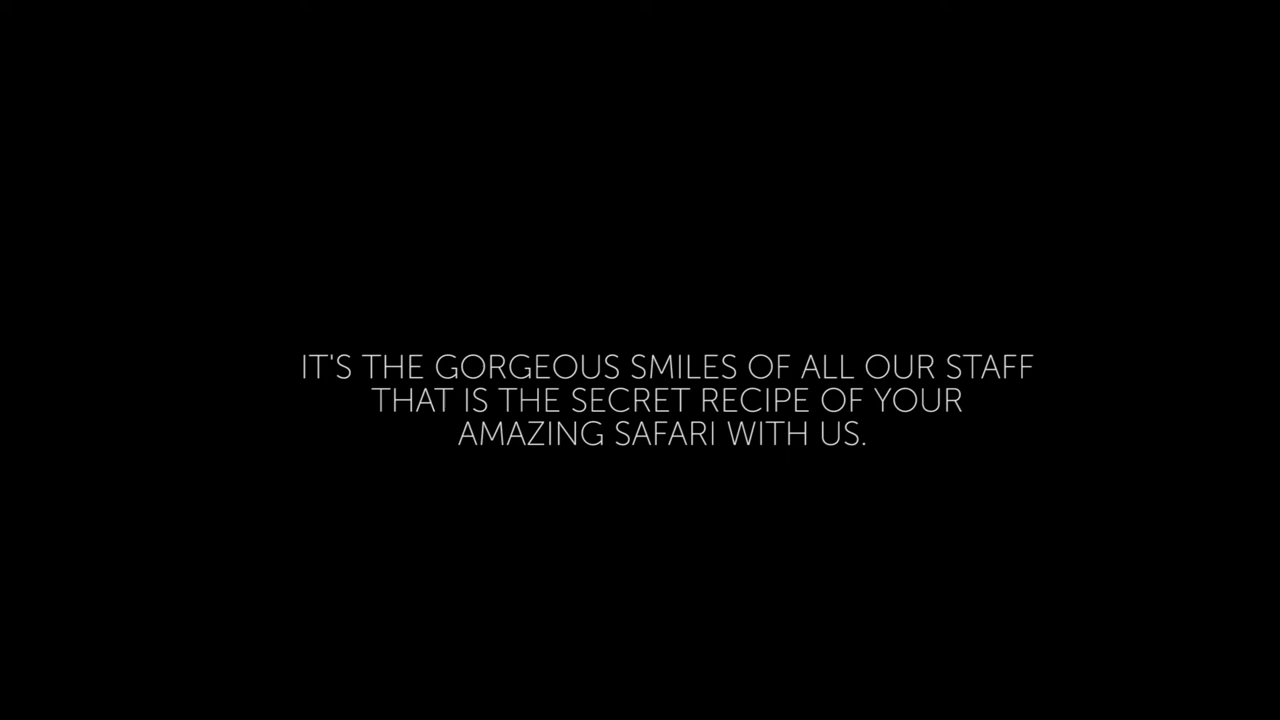 IT'S THE GORGEOUS SMILES OF ALL OUR STAFF
THAT IS THE SECRET RECIPE OF YOUR
AMAZING SAFARI WITH US.